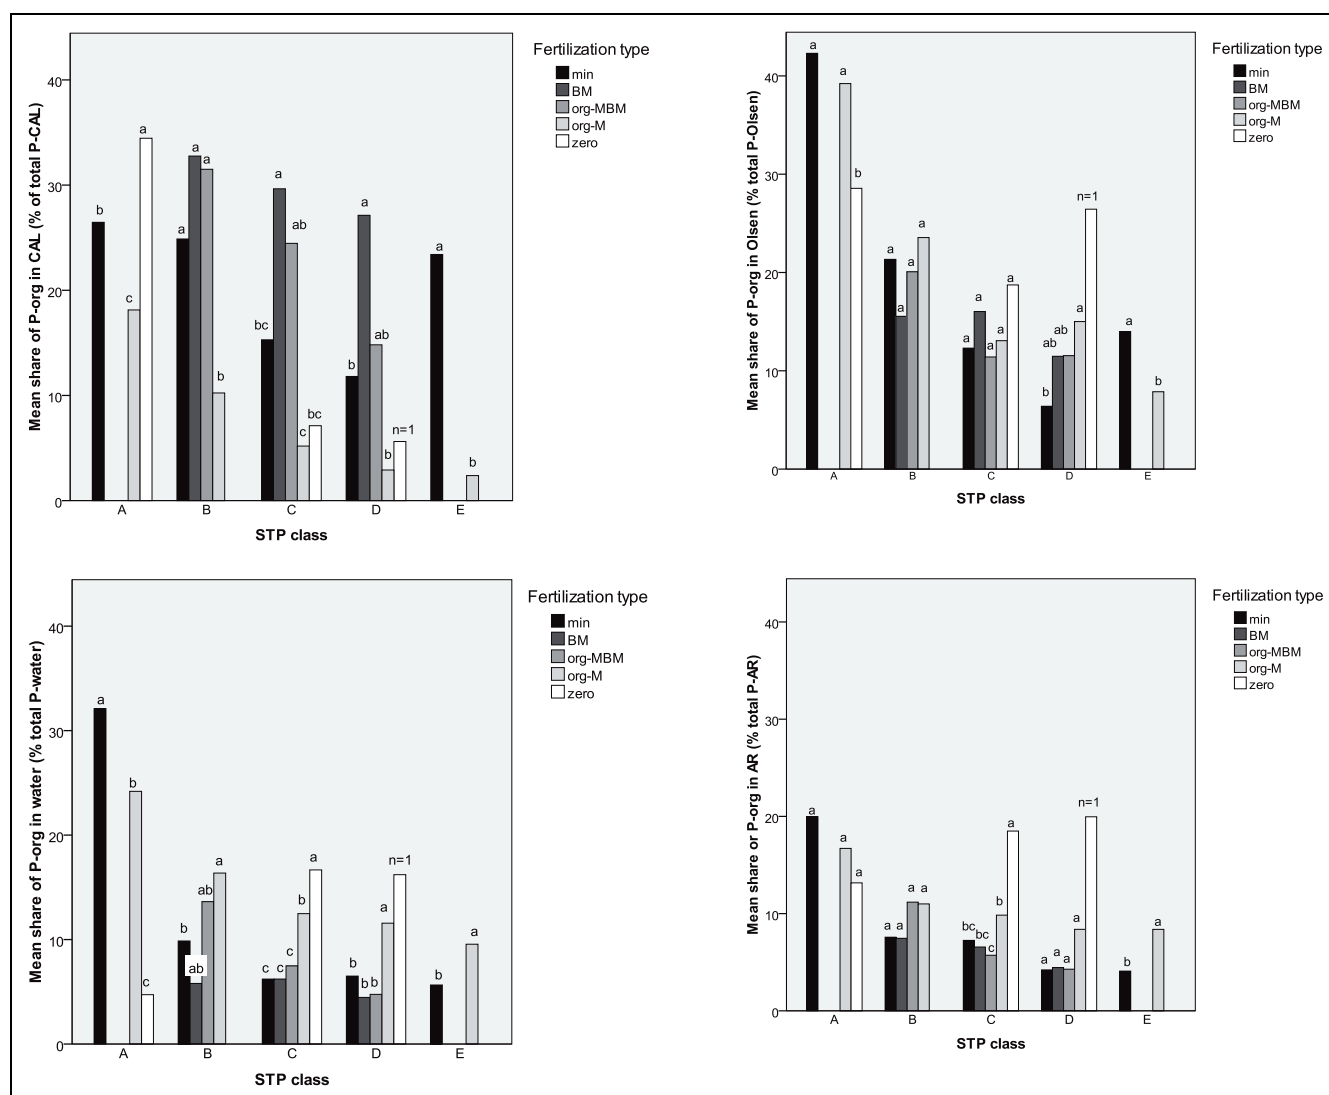 Mean share of P-org in CAL (% of total P-CAL)
40
30
20
10
0
b
c
a
a
a
a
b
bc
a
ab
c
bc
b
a
ab
b
n=1
a
b
A B C D E
STP class
Fertilization type
min
BM
org-MBM
org-M
zero
Mean share of P-org in Olsen (% total P-Olsen)
40
30
20
10
0
a
a
b
a
a
a
a
a
a
a
a
a
b
ab
ab
a
n=1
a
b
A B C D E
STP class
Fertilization type
min
BM
org-MBM
org-M
zero
Mean share of P-org in water (% total P-water)
40
30
20
10
0
a
b
c
b
ab
ab
a
c
c
c
b
a
b
b
b
a
n=1
b
a
A B C D E
STP class
Fertilization type
min
BM
org-MBM
org-M
zero
Mean share or P-org in AR (% total P-AR)
40
30
20
10
0
a
a
a
a
a
a
a
bc
bc
c
b
a
a
a
a
a
n=1
b
a
A B C D E
STP class
Fertilization type
min
BM
org-MBM
org-M
zero